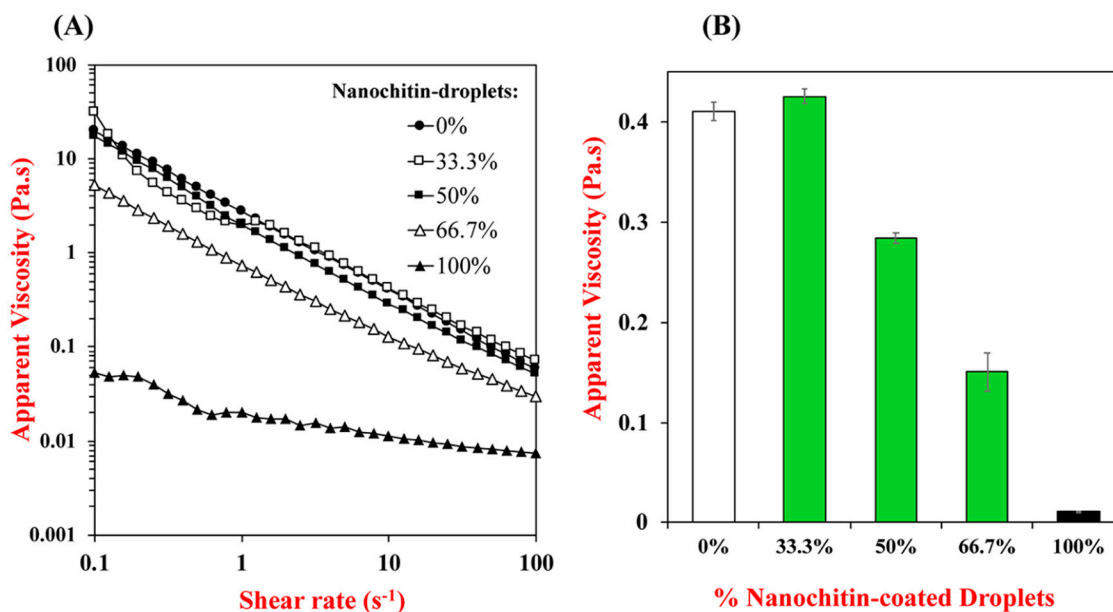 (A)
Apparent Viscosity (Pa.s)
100
10
1
0.1
0.01
0.001
Nanochitin-droplets:
0%
33.3%
50%
66.7%
100%
0.1 1 10 100
Shear rate (s⁻¹)
(B)
Apparent Viscosity (Pa.s)
0.4
0.3
0.2
0.1
0
0% 33.3% 50% 66.7% 100%
% Nanochitin-coated Droplets